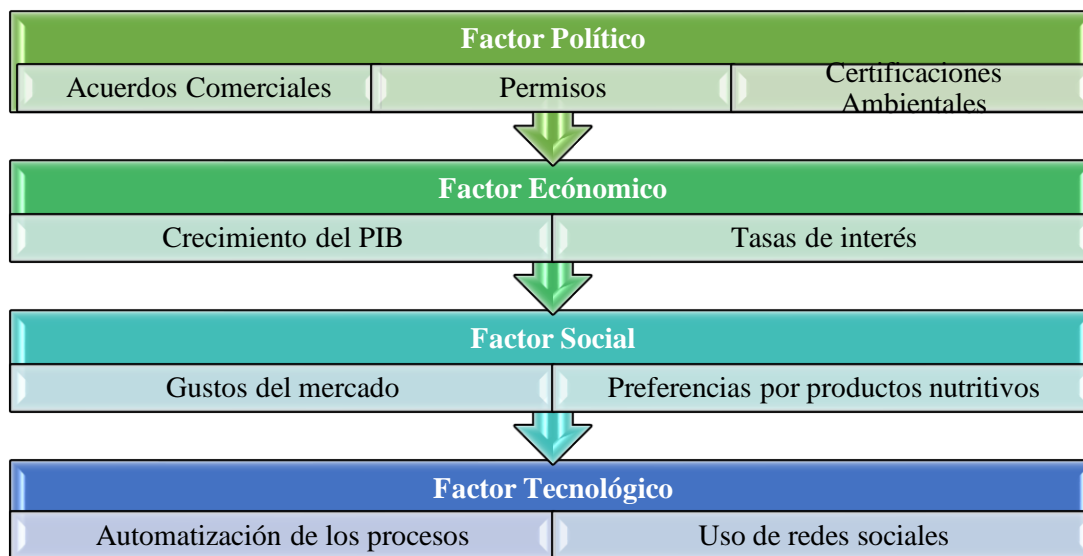 Factor Político
Acuerdos Comerciales
Permisos
Certificaciones
Ambientales
Factor Ecónomico
Crecimiento del PIB
Tasas de interés
Factor Social
Gustos del mercado
Preferencias por productos nutritivos
Factor Tecnológico
Automatización de los procesos
Uso de redes sociales